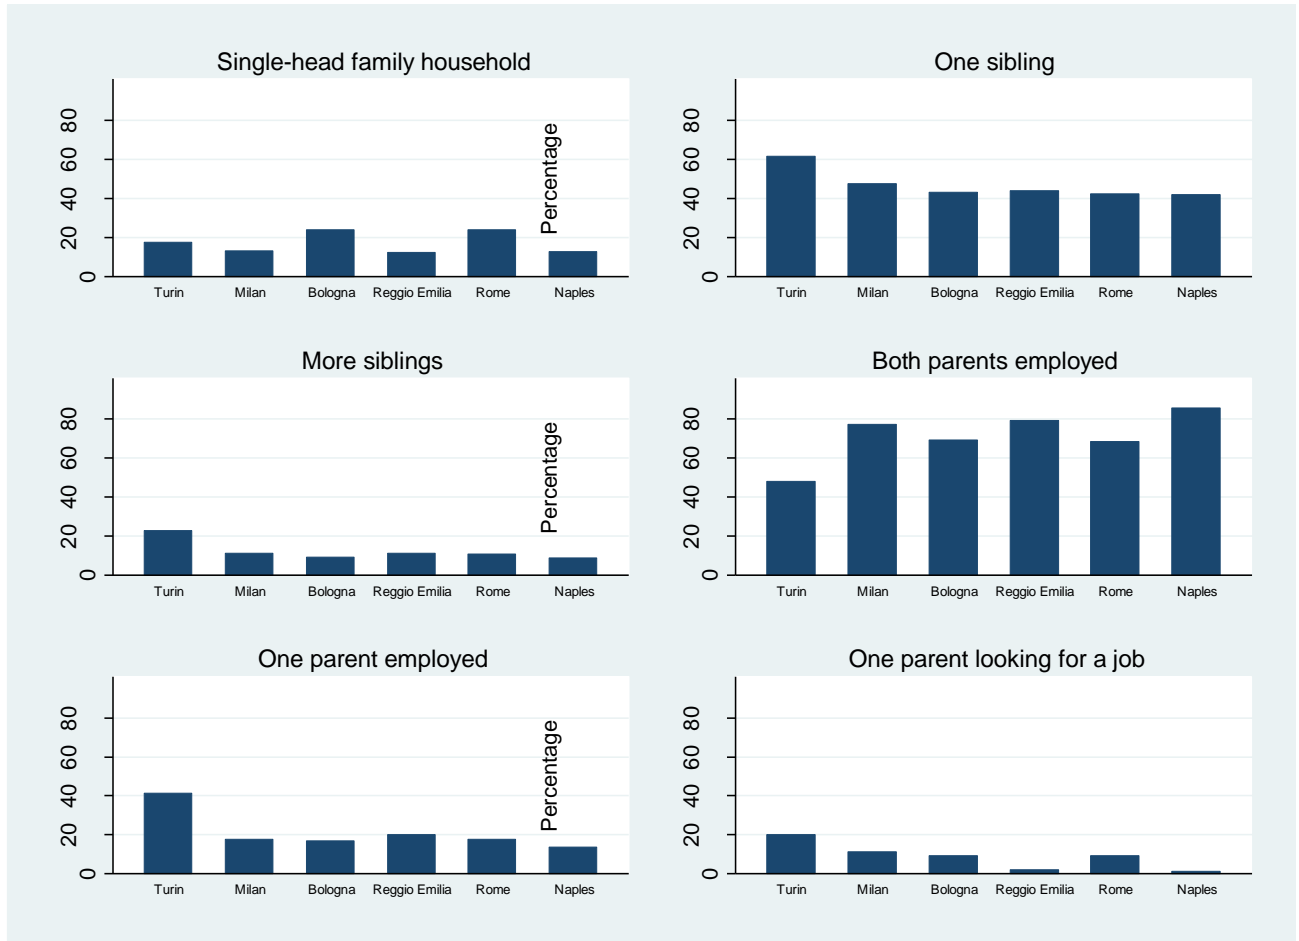 Single-head family household
80
60
40
20
0
Percentage
Turin Milan Bologna Reggio Emilia Rome Naples
One sibling
80
60
40
20
0
Turin Milan Bologna Reggio Emilia Rome Naples
More siblings
80
60
40
20
0
Percentage
Turin Milan Bologna Reggio Emilia Rome Naples
Both parents employed
80
60
40
20
0
Turin Milan Bologna Reggio Emilia Rome Naples
One parent employed
80
60
40
20
0
Percentage
Turin Milan Bologna Reggio Emilia Rome Naples
One parent looking for a job
80
60
40
20
0
Turin Milan Bologna Reggio Emilia Rome Naples